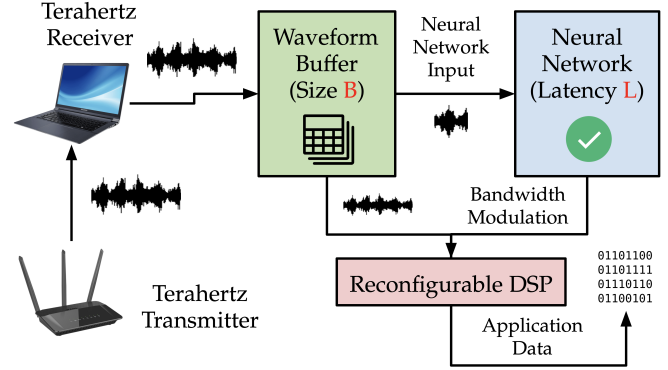 Terahertz
Receiver
Waveform
Buffer
(Size B)
Neural
Network
Input
Neural
Network
(Latency L)
Bandwidth
Modulation
Terahertz
Transmitter
Reconfigurable DSP
Application
Data
01101100
01101111
01110110
01100101